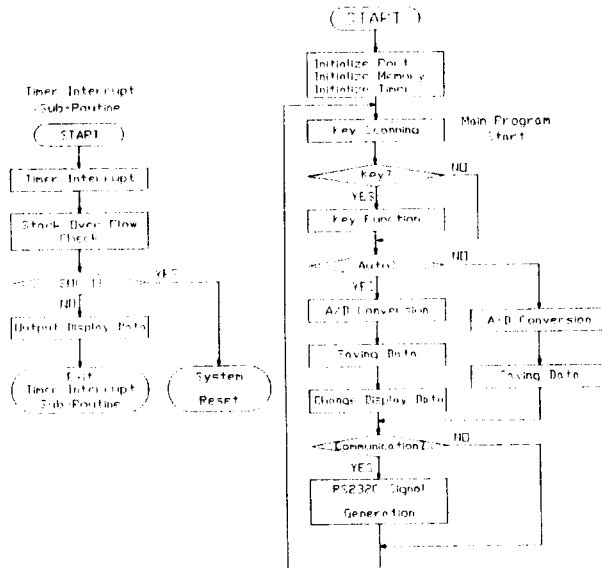 Timer Interrupt
Sub-Routine
START
Timer Interrupt
Stack Over Flow
Check
YES
NO
Output Display Data
Exit
Timer Interrupt
Sub-Routine
System
Reset
START
Initialize Port
Initialize Memory
Initialize Timer
Main Program
Start
Key Scanning
Key?
NO
YES
Key Function
Auto?
NO
YES
A/D Conversion
A/D Conversion
Saving Data
Saving Data
Change Display Data
Communication?
NO
YES
RS232C Signal
Generation